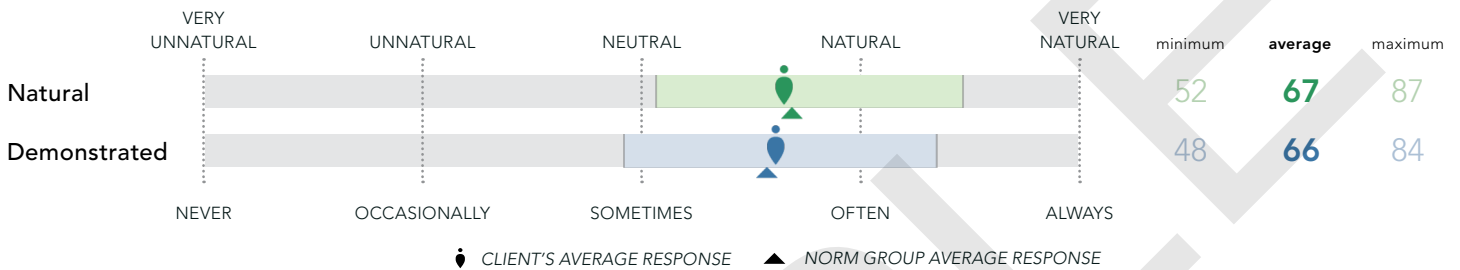 VERY UNNATURAL UNNATURAL NEUTRAL NATURAL VERY NATURAL minimum average maximum
Natural 52 67 87
Demonstrated 48 66 84
NEVER OCCASIONALLY SOMETIMES OFTEN ALWAYS
CLIENT'S AVERAGE RESPONSE NORM GROUP AVERAGE RESPONSE